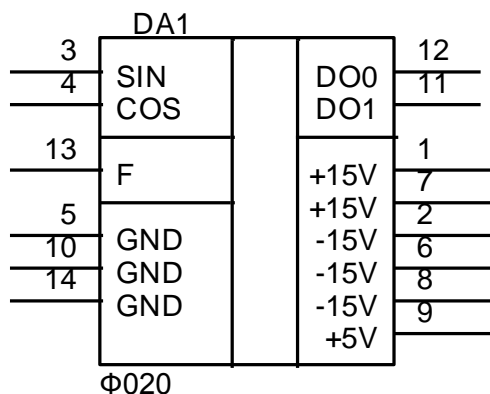 DA1
3 SIN DO0 12
4 COS DO1 11
13 F +15V 1
+15V 7
5 GND -15V 2
10 GND -15V 6
14 GND -15V 8
+5V 9
Ф020